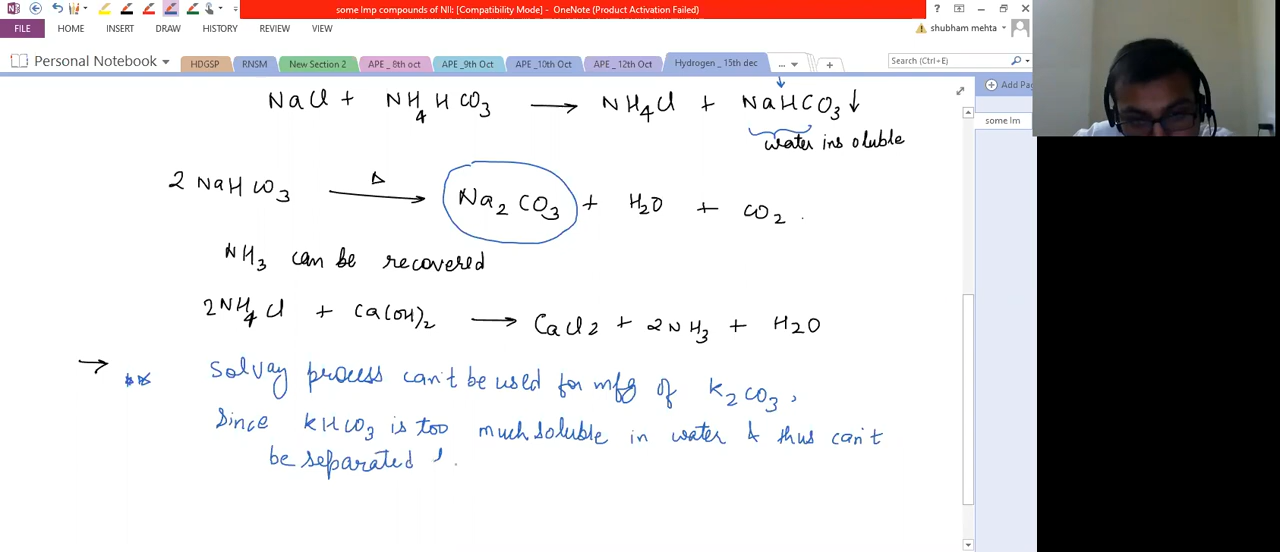 some Imp compounds of NII: [Compatibility Mode] - OneNote (Product Activation Failed)
FILE HOME INSERT DRAW HISTORY REVIEW VIEW shubham mehta
Personal Notebook HDGSP RNSM New Section 2 APE _ 8th oct APE _9th Oct APE _10th Oct APE _ 12th Oct Hydrogen _ 15th dec ... Search (Ctrl+E)
Add Pag
some Im
NaCl + NH4HCO3 → NH4Cl + NaHCO3↓
water insoluble
2 NaHCO3 —Δ→ Na2CO3 + H2O + CO2.
NH3 can be recovered
2NH4Cl + Ca(OH)2 → CaCl2 + 2NH3 + H2O
→ ** Solvay process can't be used for mfg of K2CO3,
since KHCO3 is too much soluble in water & thus can't
be separated